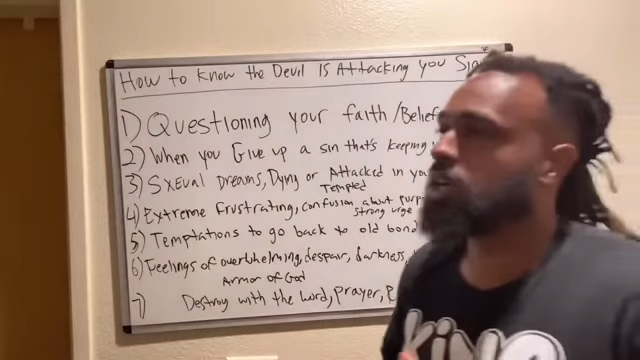 How to Know the Devil Is Attacking you
1) Questioning your faith/Belief
2) When you Give up a sin that's keeping
3) Sexual Dreams, Dying or Attacked in
Tempted
4) Extreme frustrating, confusion about
strong urge
5) Temptations to go back to old
6) Feelings of overwhelming, despair, darkness,
Armor of God
7) Destroy with the Word, Prayer,
KING